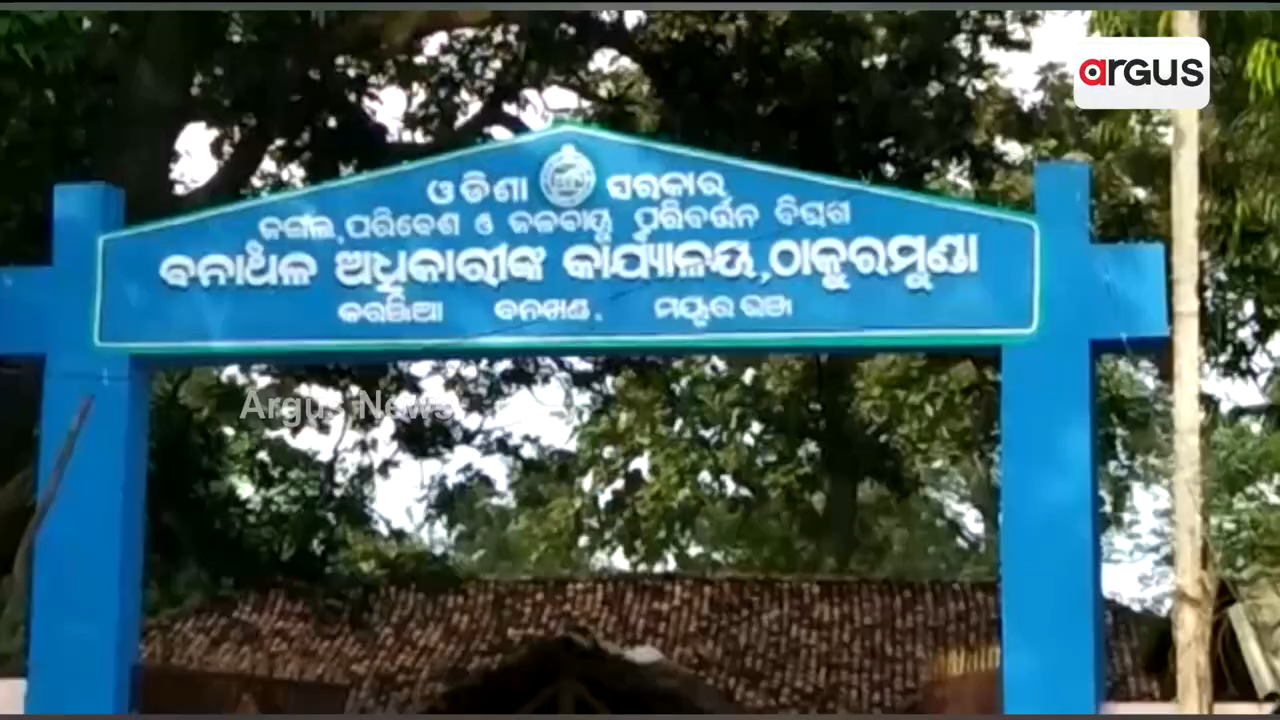 argus
ଓଡିଶା ସରକାର
ଜଙ୍ଗଲ,ପରିବେଶ ଓ ଜଳବାୟୁ ପରିବର୍ତ୍ତନ ବିଭାଗ
ବନାଞ୍ଚଳ ଅଧିକାରୀଙ୍କ କାର୍ଯ୍ୟାଳୟ,ଠାକୁରମୁଣ୍ଡା
କରଞ୍ଜିଆ ବନଖଣ୍ଡ. ମୟୂରଭଞ୍ଜ
Argus News